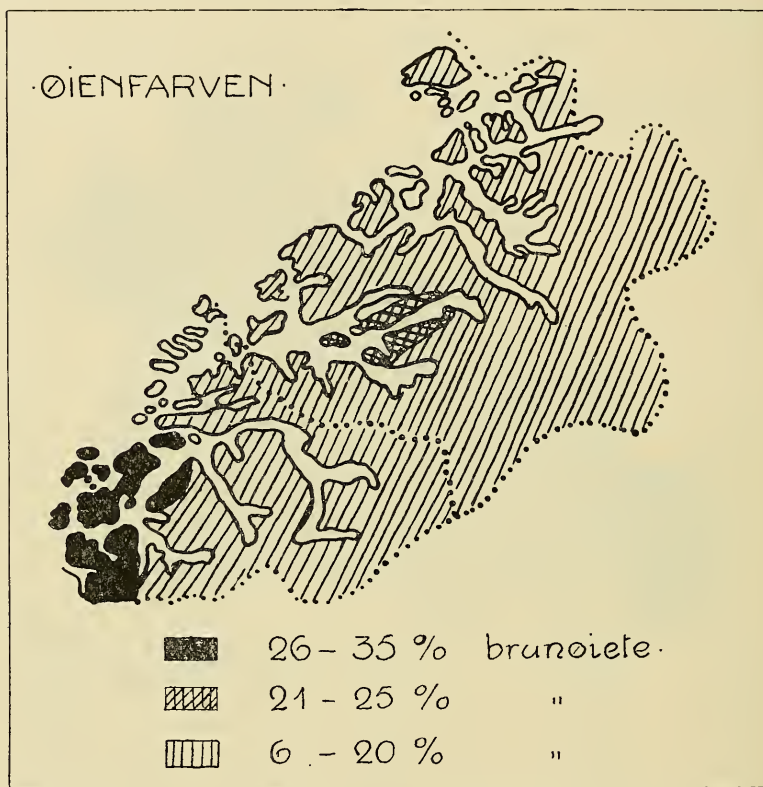 ·ØIENFARVEN·
26 – 35 % brunøiete·
21 – 25 % "
6 . – 20 % "